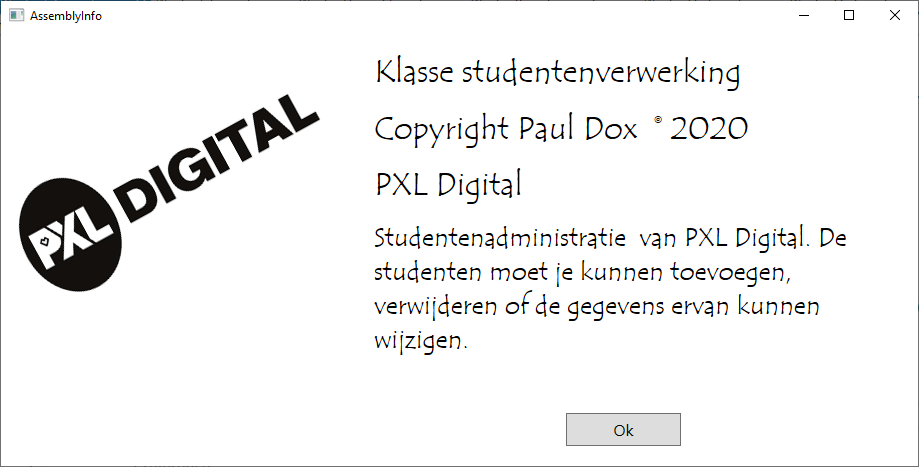 AssemblyInfo
PXL DIGITAL
Klasse studentenverwerking
Copyright Paul Dox © 2020
PXL Digital
Studentenadministratie van PXL Digital. De
studenten moet je kunnen toevoegen,
verwijderen of de gegevens ervan kunnen
wijzigen.
Ok